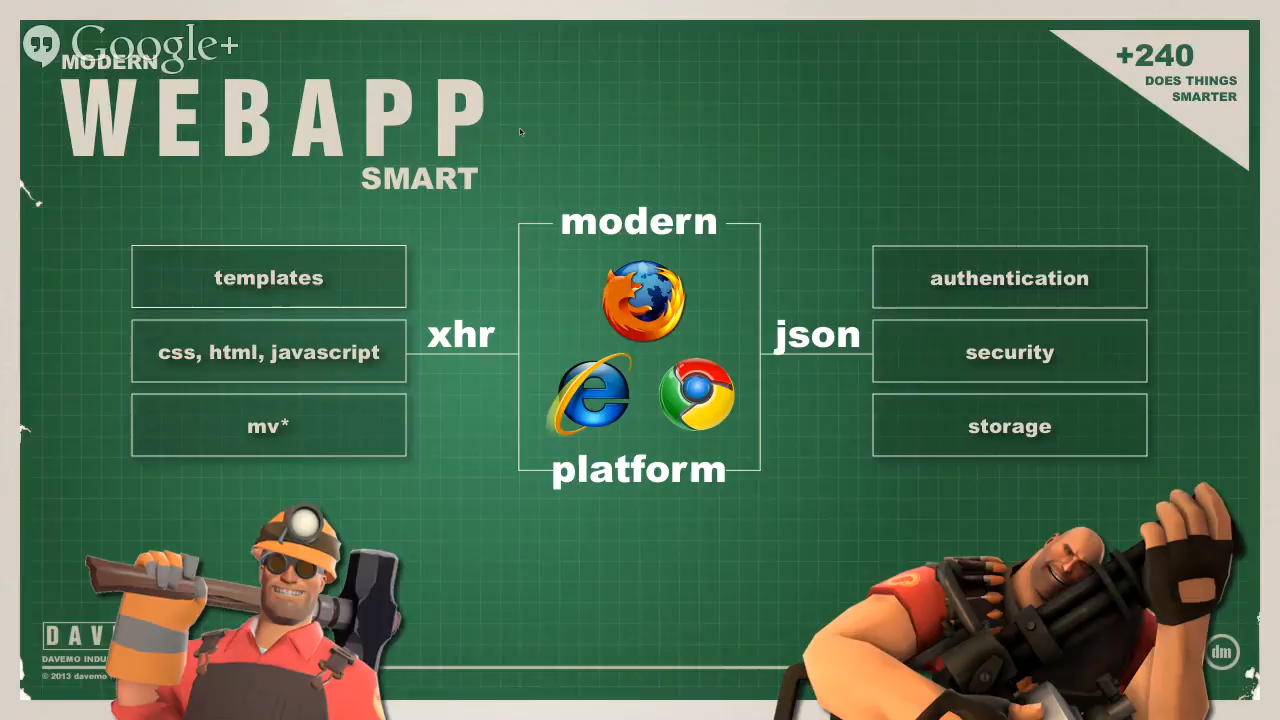 Google+
MODERN
WEBAPP
SMART
+240
DOES THINGS
SMARTER
modern
templates
css, html, javascript
mv*
xhr
json
authentication
security
storage
platform
DAV
DAVEMO INDU
© 2013 davemo
dm